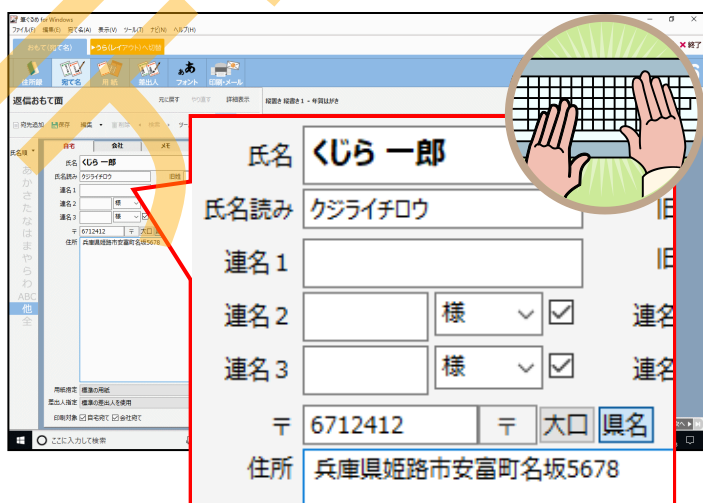 筆ぐるめ for Windows
ファイル(F) 編集(E) 宛て名(A) 表示(V) ツール(T) ナビ(N) ヘルプ(H)
おもて(宛て名) ▶うら(レイアウト)へ切替 ×終了
住所録 宛て名 用紙 差出人 フォント 印刷・メール
返信おもて面 元に戻す やり直す 詳細表示 縦書き 縦書き1 - 年賀はがき
宛先追加 保存 編集 削除 検索
氏名順
自宅 会社 メモ
氏名 くじら 一郎
氏名読み クジライチロウ 旧姓
連名1
連名2 様
連名3 様
〒 6712412 〒 大口
住所 兵庫県姫路市安富町名坂5678
あ
か
さ
た
な
は
ま
や
ら
わ
ABC
他
全
用紙指定 標準の用紙
差出人指定 標準の差出人を使用
印刷対象 自宅宛て 会社宛て
ここに入力して検索
氏名 くじら 一郎
氏名読み クジライチロウ 旧
連名1 旧
連名2 様 連名
連名3 様 連名
〒 6712412 〒 大口 県名
住所 兵庫県姫路市安富町名坂5678